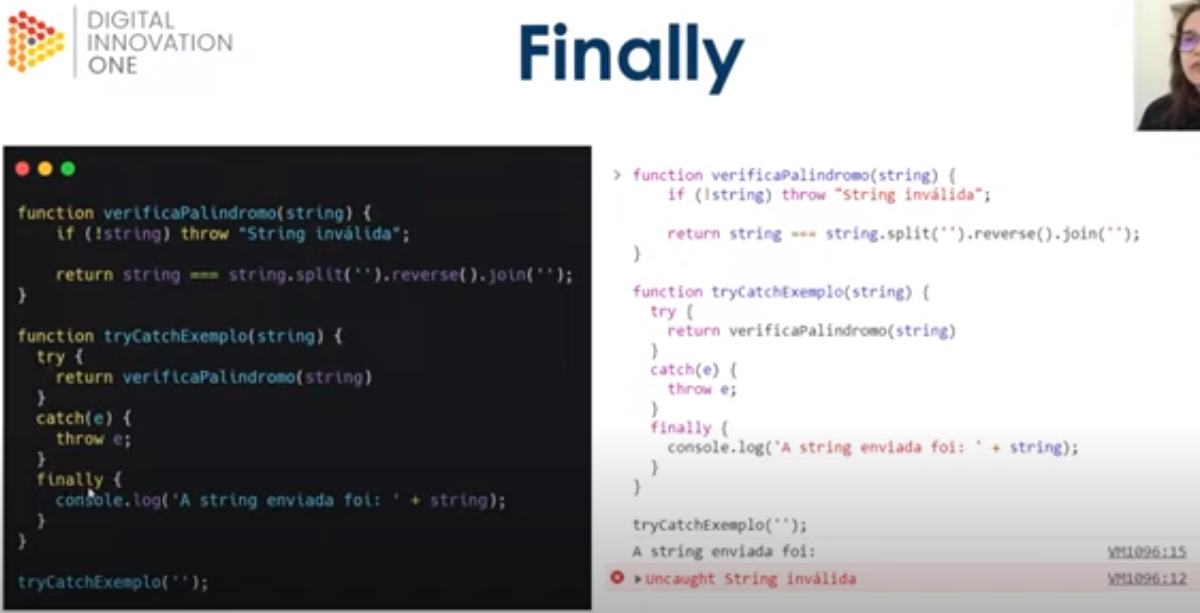 DIGITAL
INNOVATION
ONE
Finally
function verificaPalindromo(string) {
if (!string) throw "String inválida";
return string === string.split('').reverse().join('');
}
function tryCatchExemplo(string) {
try {
return verificaPalindromo(string)
}
catch(e) {
throw e;
}
finally {
console.log('A string enviada foi: ' + string);
}
}
tryCatchExemplo('');
> function verificaPalindromo(string) {
if (!string) throw "String inválida";
return string === string.split('').reverse().join('');
}
function tryCatchExemplo(string) {
try {
return verificaPalindromo(string)
}
catch(e) {
throw e;
}
finally {
console.log('A string enviada foi: ' + string);
}
}
tryCatchExemplo('');
A string enviada foi: VM1096:15
Uncaught String inválida VM1096:12